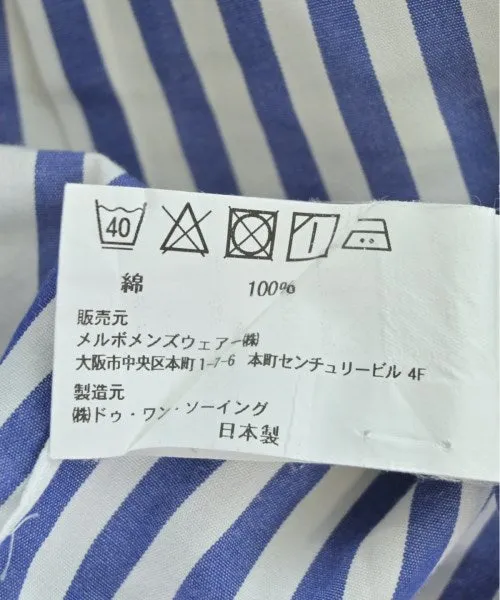 40
綿 100%
販売元
メルボメンズウェアー㈱
大阪市中央区本町1-7-6 本町センチュリービル 4F
製造元
㈱ドゥ・ワン・ソーイング
日本製